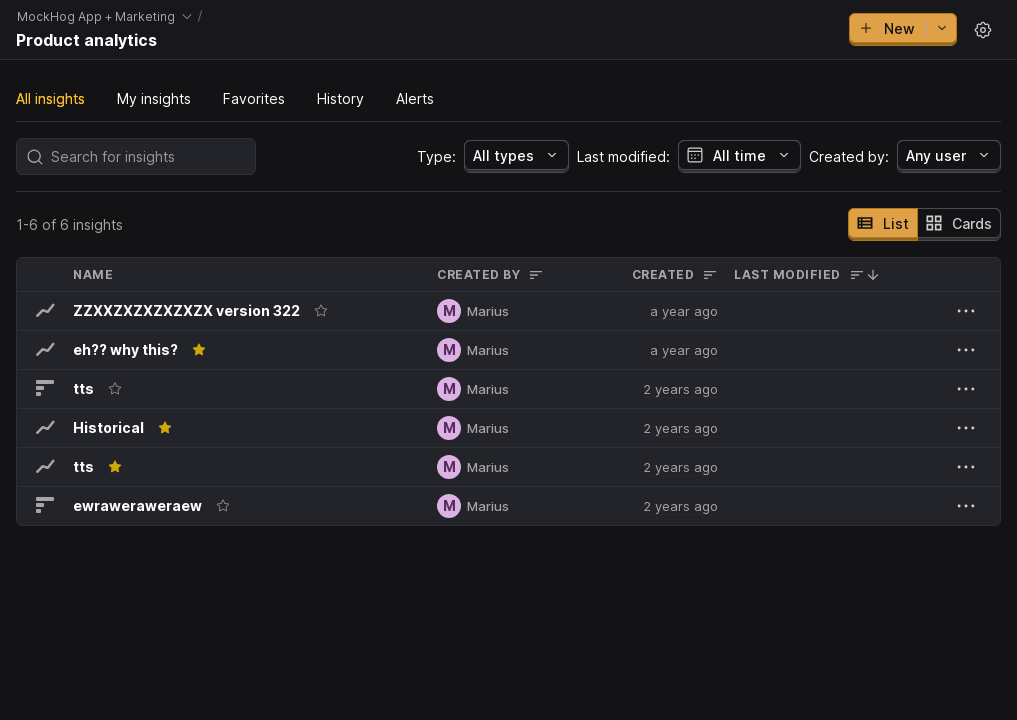 MockHog App + Marketing /
Product analytics
New
All insights My insights Favorites History Alerts
Search for insights Type: All types Last modified: All time Created by: Any user
1-6 of 6 insights List Cards
NAME CREATED BY CREATED LAST MODIFIED
ZZXXZXZXZXZXZX version 322 M Marius a year ago
eh?? why this? M Marius a year ago
tts M Marius 2 years ago
Historical M Marius 2 years ago
tts M Marius 2 years ago
ewraweraweraew M Marius 2 years ago